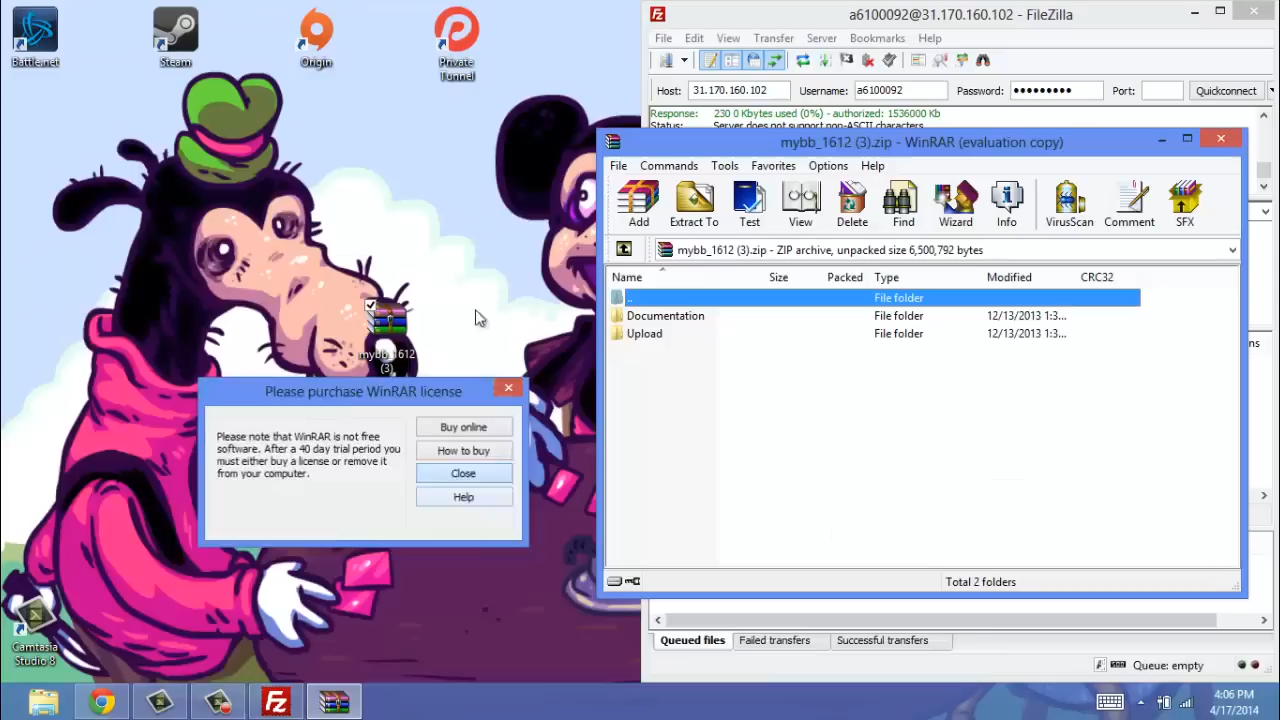 Battle.net
Steam
Origin
Private
Tunnel
a6100092@31.170.160.102 - FileZilla
File Edit View Transfer Server Bookmarks Help
Host: 31.170.160.102 Username: a6100092 Password: ●●●●●●●●● Port: Quickconnect
Response: 230 0 Kbytes used (0%) - authorized: 1536000 Kb
Status: Server does not support non-ASCII characters.
mybb_1612 (3).zip - WinRAR (evaluation copy)
File Commands Tools Favorites Options Help
Add Extract To Test View Delete Find Wizard Info VirusScan Comment SFX
mybb_1612 (3).zip - ZIP archive, unpacked size 6,500,792 bytes
Name Size Packed Type Modified CRC32
.. File folder
Documentation File folder 12/13/2013 1:3...
Upload File folder 12/13/2013 1:3...
Total 2 folders
mybb_1612
(3)
Please purchase WinRAR license
Please note that WinRAR is not free
software. After a 40 day trial period you
must either buy a license or remove it
from your computer.
Buy online
How to buy
Close
Help
ns
Camtasia
Studio 8
Queued files Failed transfers Successful transfers
Queue: empty
4:06 PM
4/17/2014